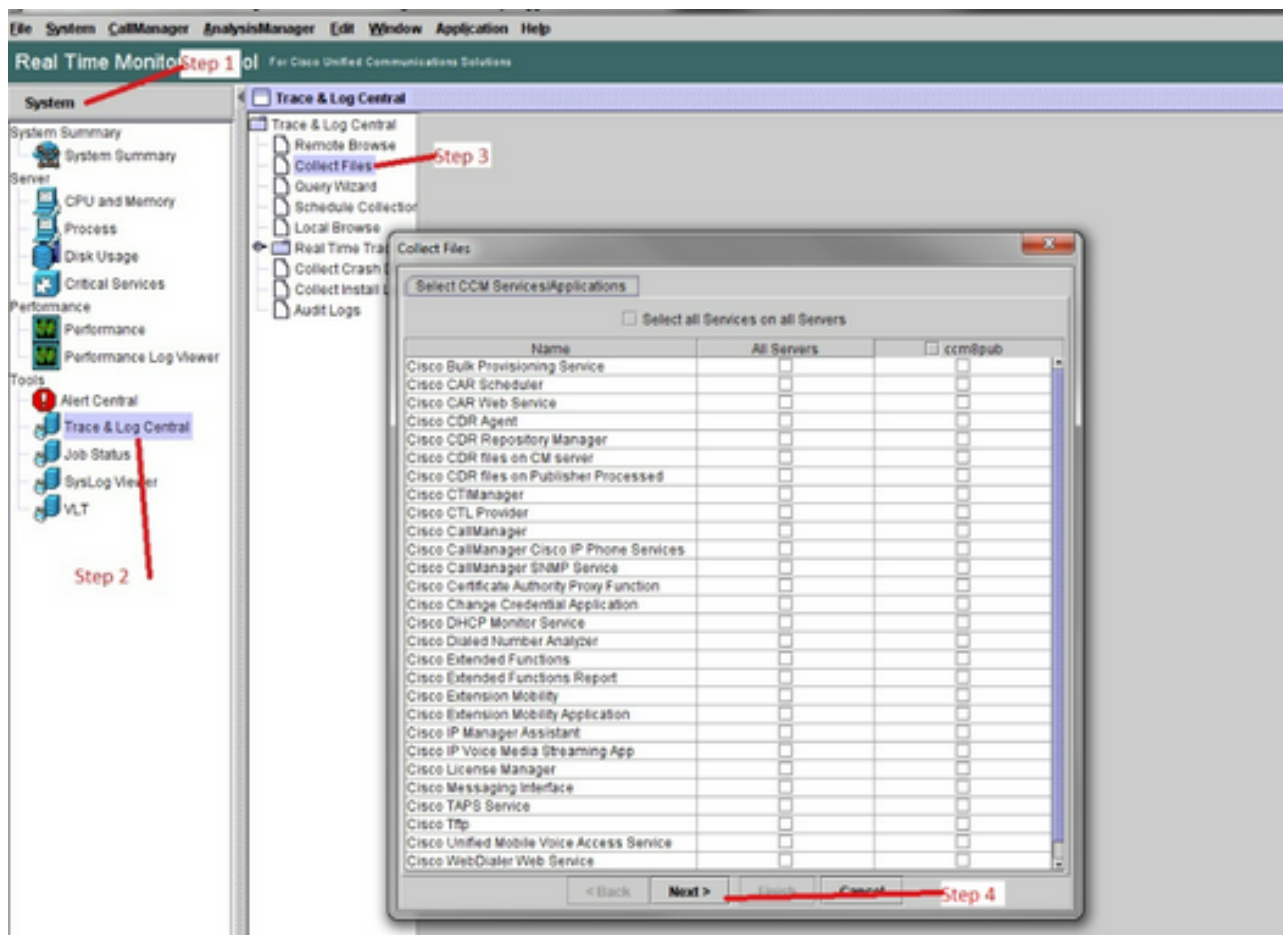 File System CallManager AnalysisManager Edit Window Application Help
Real Time Monito Step 1 ol For Cisco Unified Communications Solutions
System
System Summary
System Summary
Server
CPU and Memory
Process
Disk Usage
Critical Services
Performance
Performance
Performance Log Viewer
Tools
Alert Central
Trace & Log Central
Job Status
SysLog Viewer
VLT
Step 2
Trace & Log Central
Trace & Log Central
Remote Browse
Collect Files
Step 3
Query Wizard
Schedule Collection
Local Browse
Real Time Trac
Collect Crash
Collect Install
Audit Logs
Collect Files
Select CCM Services/Applications
Select all Services on all Servers
Name All Servers ccm8pub
Cisco Bulk Provisioning Service
Cisco CAR Scheduler
Cisco CAR Web Service
Cisco CDR Agent
Cisco CDR Repository Manager
Cisco CDR files on CM server
Cisco CDR files on Publisher Processed
Cisco CTIManager
Cisco CTL Provider
Cisco CallManager
Cisco CallManager Cisco IP Phone Services
Cisco CallManager SNMP Service
Cisco Certificate Authority Proxy Function
Cisco Change Credential Application
Cisco DHCP Monitor Service
Cisco Dialed Number Analyzer
Cisco Extended Functions
Cisco Extended Functions Report
Cisco Extension Mobility
Cisco Extension Mobility Application
Cisco IP Manager Assistant
Cisco IP Voice Media Streaming App
Cisco License Manager
Cisco Messaging Interface
Cisco TAPS Service
Cisco Tftp
Cisco Unified Mobile Voice Access Service
Cisco WebDialer Web Service
< Back Next > Finish Cancel Step 4